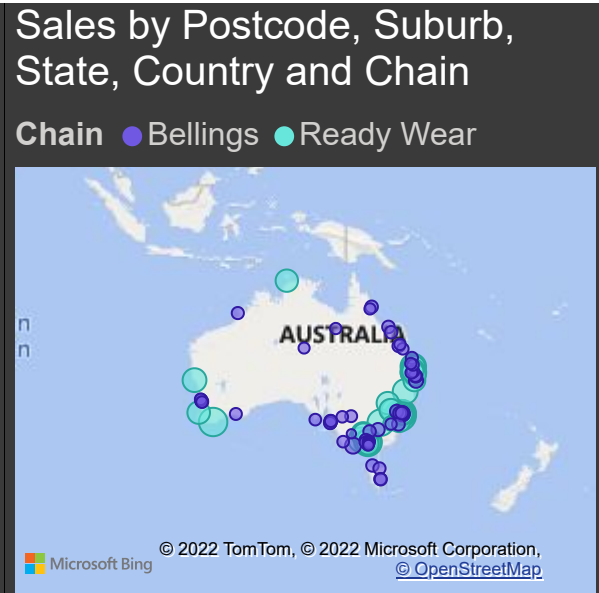 Sales by Postcode, Suburb,
State, Country and Chain
Chain Bellings Ready Wear
AUSTRALIA
n
n
© 2022 TomTom, © 2022 Microsoft Corporation,
Microsoft Bing © OpenStreetMap